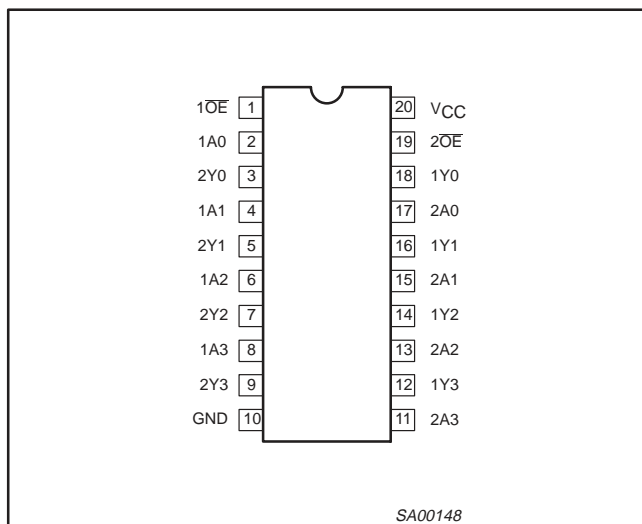 1O̅E̅ 1 20 VCC
1A0 2 19 2O̅E̅
2Y0 3 18 1Y0
1A1 4 17 2A0
2Y1 5 16 1Y1
1A2 6 15 2A1
2Y2 7 14 1Y2
1A3 8 13 2A2
2Y3 9 12 1Y3
GND 10 11 2A3
SA00148